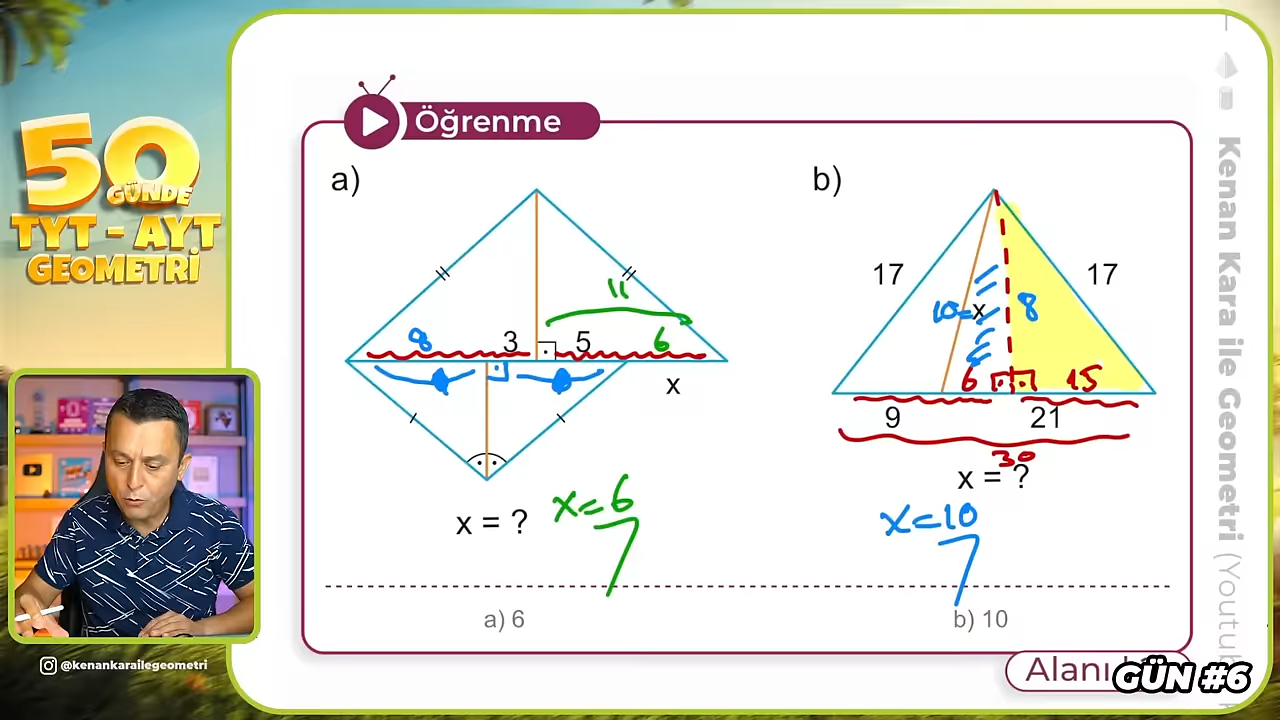 50
GÜNDE
TYT - AYT
GEOMETRİ
Öğrenme
a)
11
8
3
5
6
x
x = ?
x=6
a) 6
b)
17
17
10=x
8
6
15
9
21
30
x = ?
x=10
b) 10
Kenan Kara ile Geometri (Youtub
@kenankarailegeometri
Alanı
GÜN #6